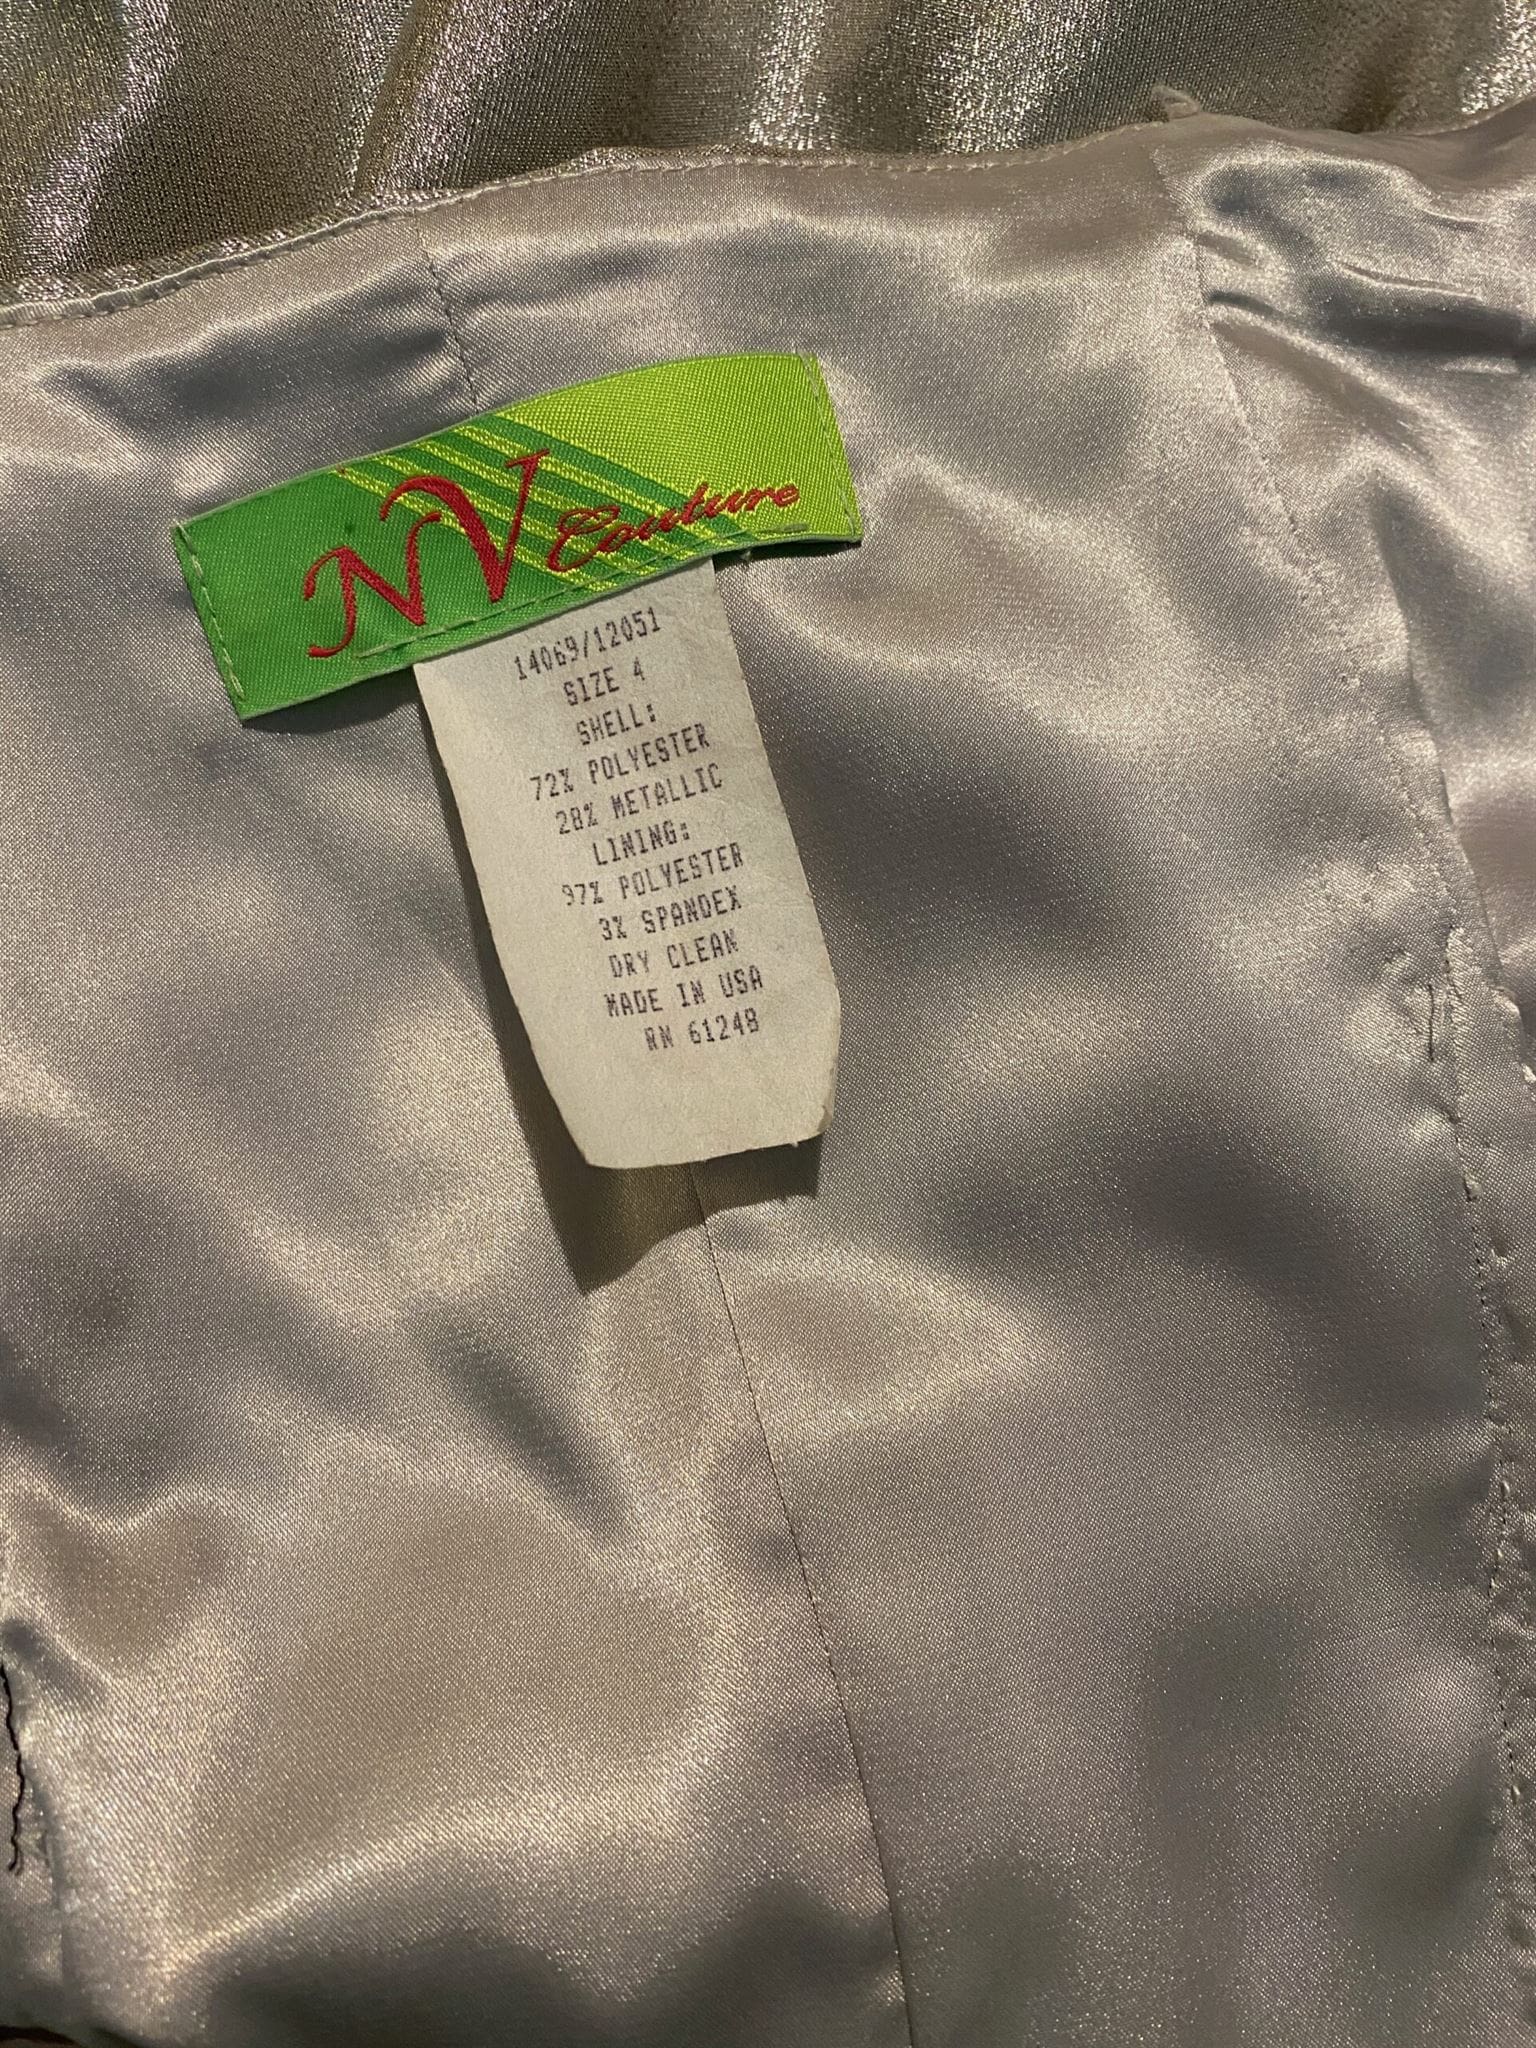 NV Couture
14069/12051
SIZE 4
SHELL:
72% POLYESTER
28% METALLIC
LINING:
97% POLYESTER
3% SPANDEX
DRY CLEAN
MADE IN USA
RN 61248